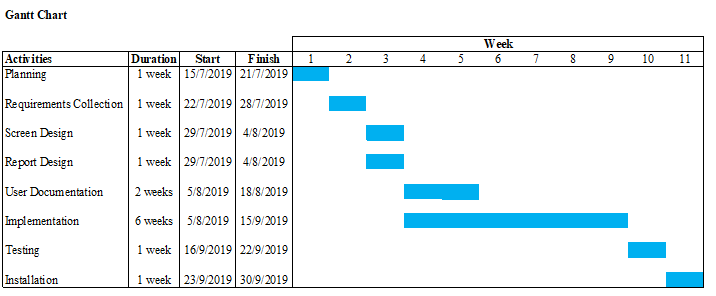 Gantt Chart
Week
Activities Duration Start Finish 1 2 3 4 5 6 7 8 9 10 11
Planning 1 week 15/7/2019 21/7/2019
Requirements Collection 1 week 22/7/2019 28/7/2019
Screen Design 1 week 29/7/2019 4/8/2019
Report Design 1 week 29/7/2019 4/8/2019
User Documentation 2 weeks 5/8/2019 18/8/2019
Implementation 6 weeks 5/8/2019 15/9/2019
Testing 1 week 16/9/2019 22/9/2019
Installation 1 week 23/9/2019 30/9/2019